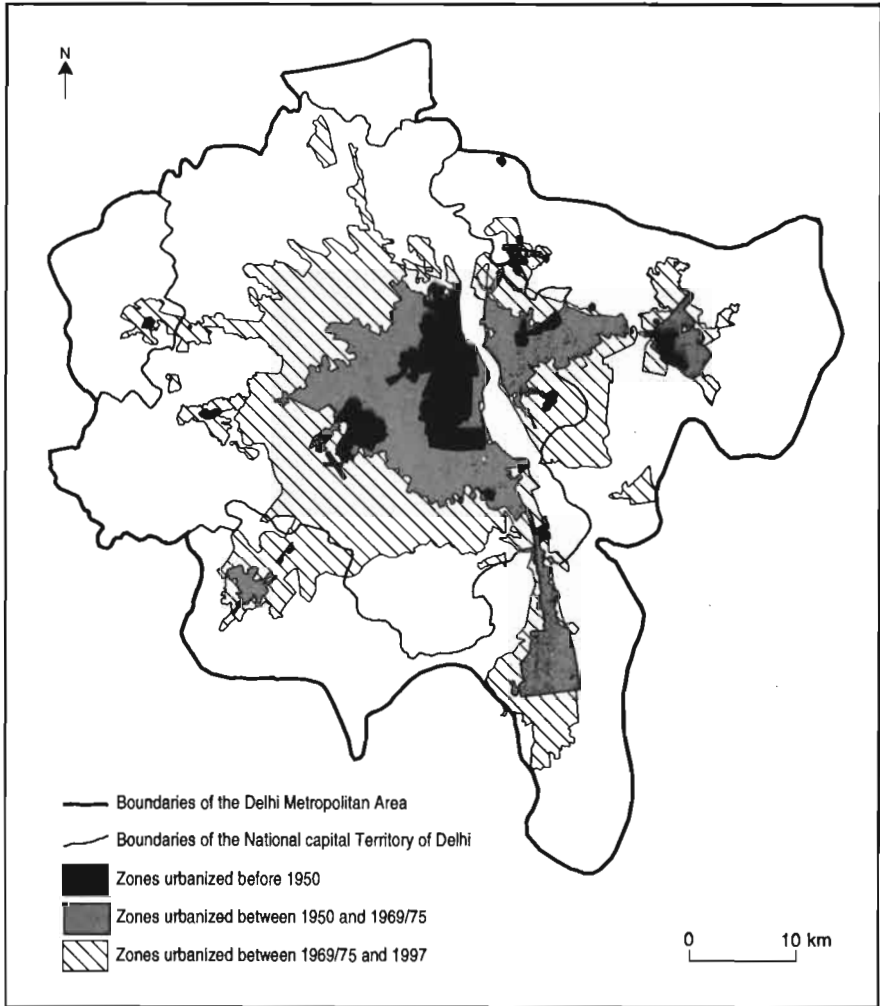 N
Boundaries of the Delhi Metropolitan Area
Boundaries of the National capital Territory of Delhi
Zones urbanized before 1950
Zones urbanized between 1950 and 1969/75
Zones urbanized between 1969/75 and 1997
0 10 km